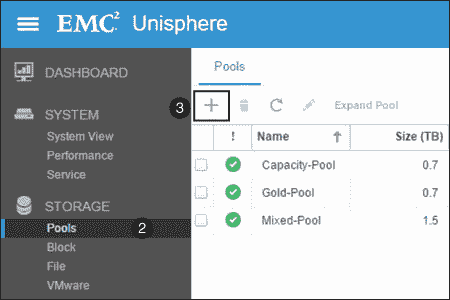 EMC² Unisphere
DASHBOARD
SYSTEM
System View
Performance
Service
STORAGE
Pools 2
Block
File
VMware
Pools
3 + Expand Pool
! Name ↑ Size (TB)
Capacity-Pool 0.7
Gold-Pool 0.7
Mixed-Pool 1.5